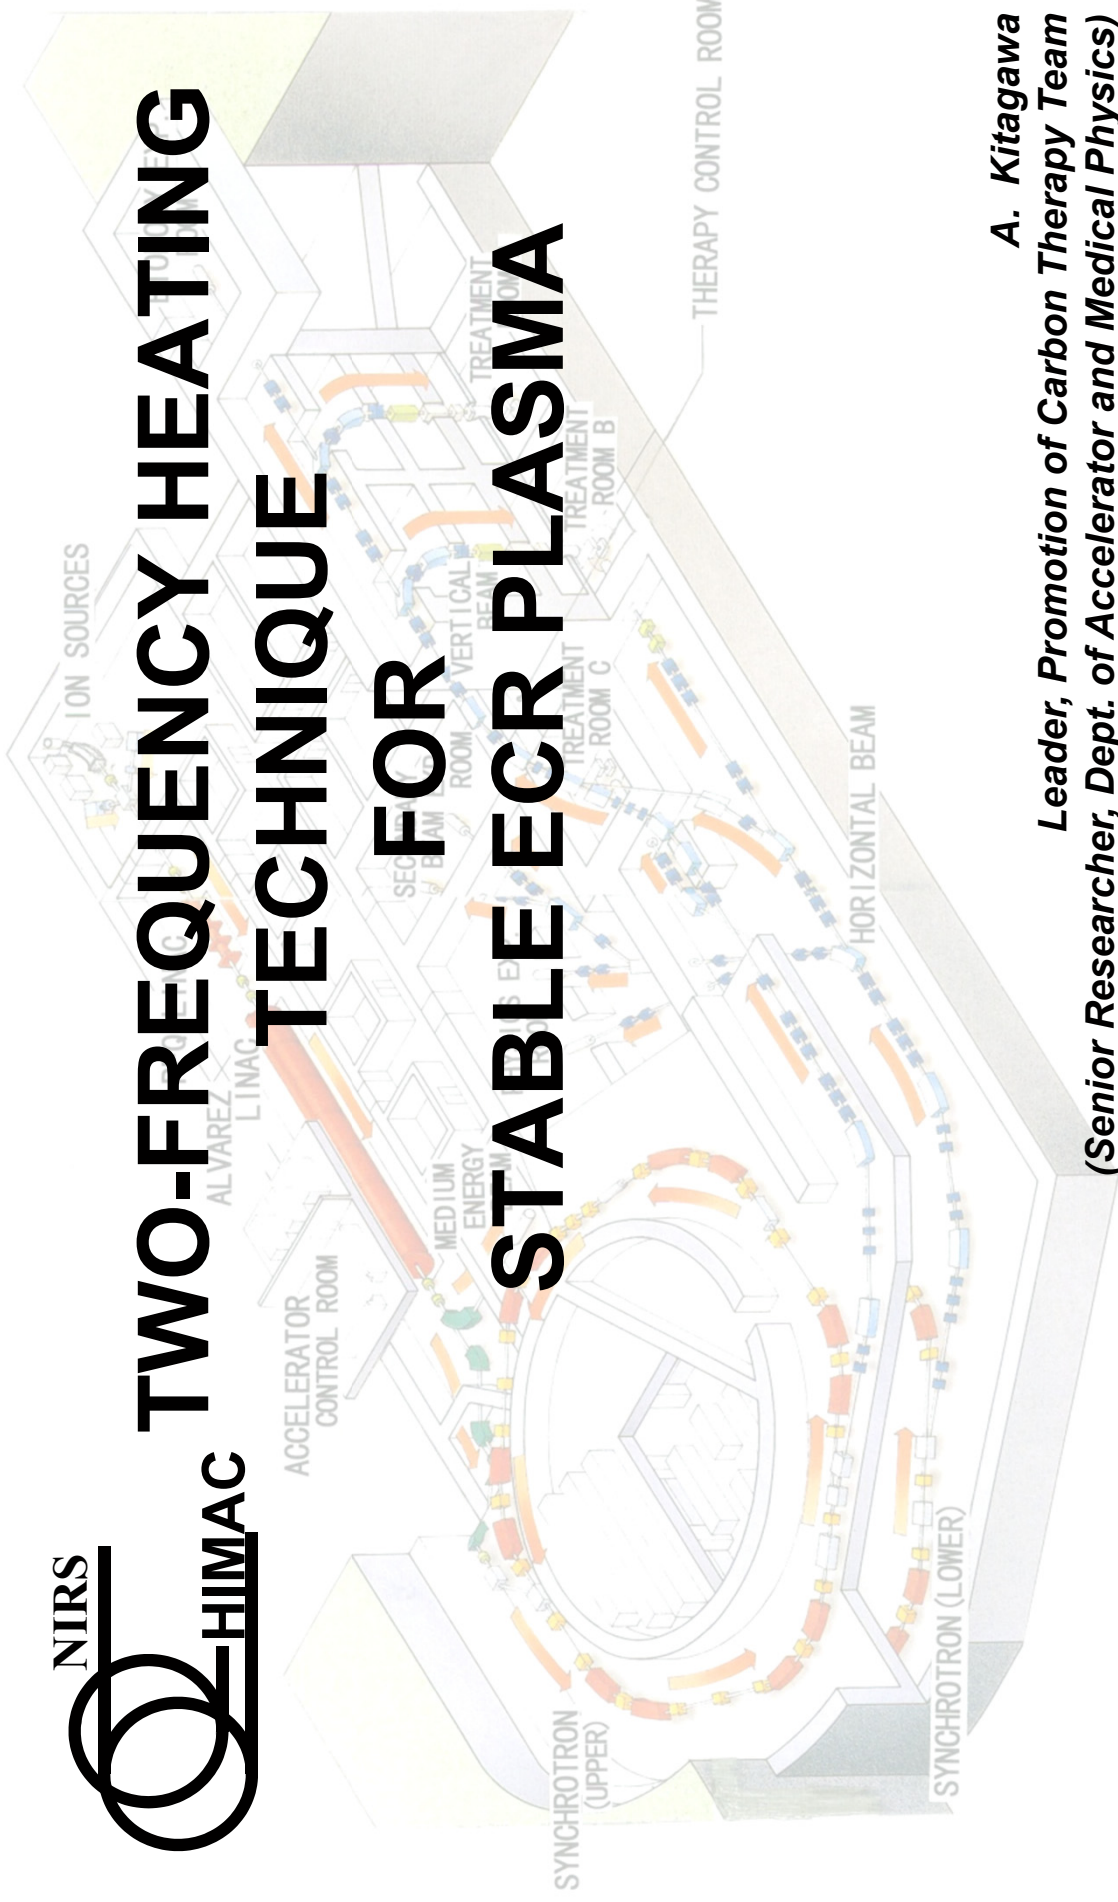 NIRS
HIMAC
TWO-FREQUENCY HEATING
TECHNIQUE
FOR
STABLE ECR PLASMA
A. Kitagawa
Leader, Promotion of Carbon Therapy Team
(Senior Researcher, Dept. of Accelerator and Medical Physics)
ION SOURCES
ALVAREZ
LINAC
ACCELERATOR
CONTROL ROOM
MEDIUM
ENERGY
ROOM VERTICAL
BEAM
TREATMENT
TREATMENT
ROOM B
TREATMENT
ROOM C
THERAPY CONTROL ROOM
HORIZONTAL BEAM
SYNCHROTRON
(UPPER)
SYNCHROTRON (LOWER)